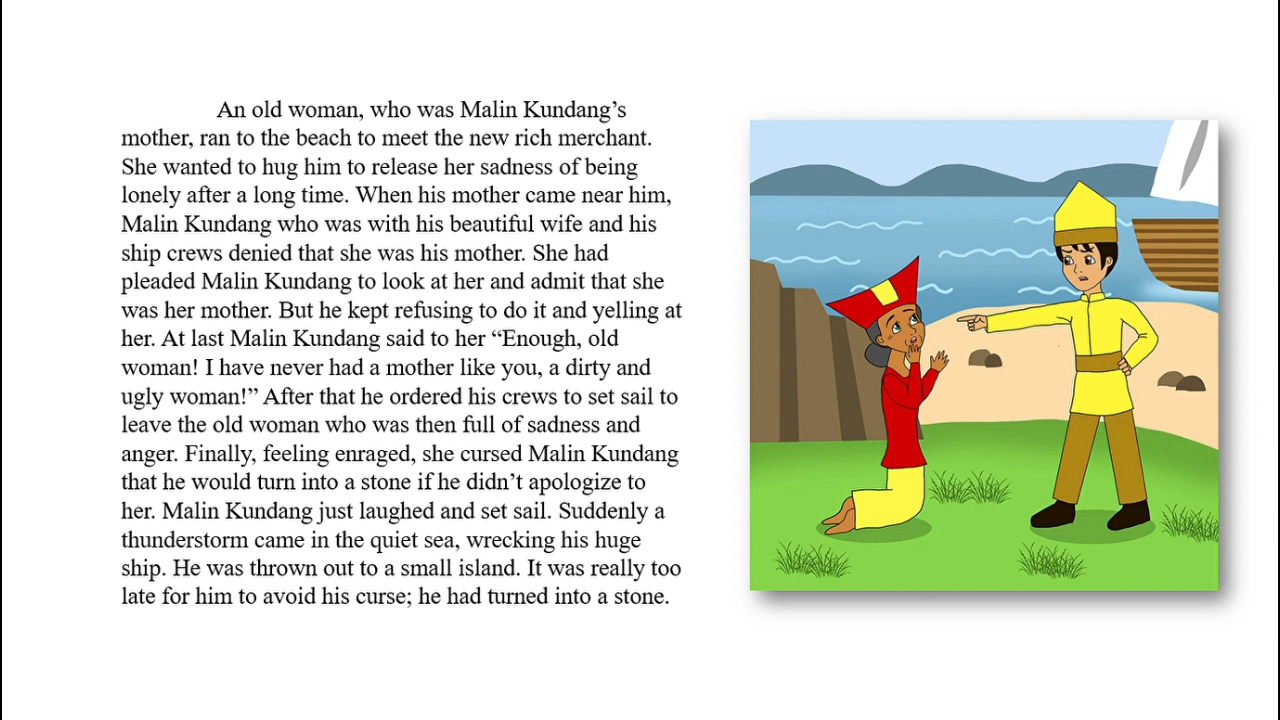 An old woman, who was Malin Kundang’s
mother, ran to the beach to meet the new rich merchant.
She wanted to hug him to release her sadness of being
lonely after a long time. When his mother came near him,
Malin Kundang who was with his beautiful wife and his
ship crews denied that she was his mother. She had
pleaded Malin Kundang to look at her and admit that she
was her mother. But he kept refusing to do it and yelling at
her. At last Malin Kundang said to her “Enough, old
woman! I have never had a mother like you, a dirty and
ugly woman!” After that he ordered his crews to set sail to
leave the old woman who was then full of sadness and
anger. Finally, feeling enraged, she cursed Malin Kundang
that he would turn into a stone if he didn’t apologize to
her. Malin Kundang just laughed and set sail. Suddenly a
thunderstorm came in the quiet sea, wrecking his huge
ship. He was thrown out to a small island. It was really too
late for him to avoid his curse; he had turned into a stone.